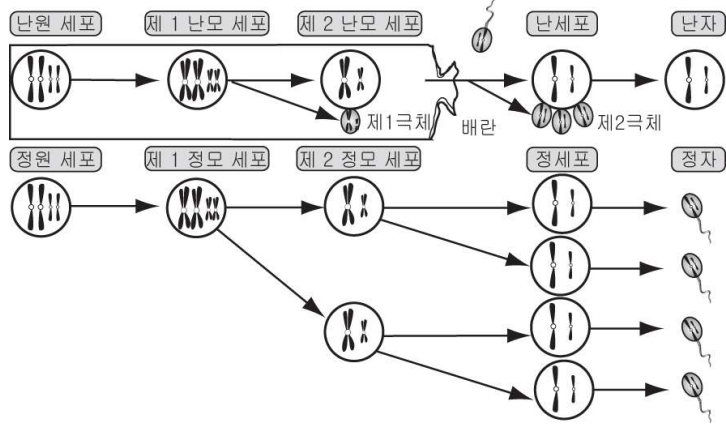 난원 세포
제 1 난모 세포
제 2 난모 세포
난세포
난자
제1극체
배란
제2극체
정원 세포
제 1 정모 세포
제 2 정모 세포
정세포
정자